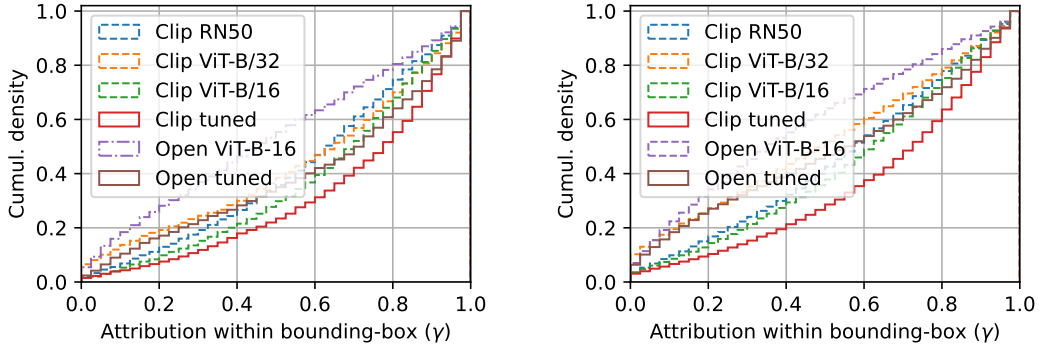 Cumul. density
1.0
0.8
0.6
0.4
0.2
0.0
Clip RN50
Clip ViT-B/32
Clip ViT-B/16
Clip tuned
Open ViT-B-16
Open tuned
0.0 0.2 0.4 0.6 0.8 1.0
Attribution within bounding-box (γ)
Cumul. density
1.0
0.8
0.6
0.4
0.2
0.0
Clip RN50
Clip ViT-B/32
Clip ViT-B/16
Clip tuned
Open ViT-B-16
Open tuned
0.0 0.2 0.4 0.6 0.8 1.0
Attribution within bounding-box (γ)